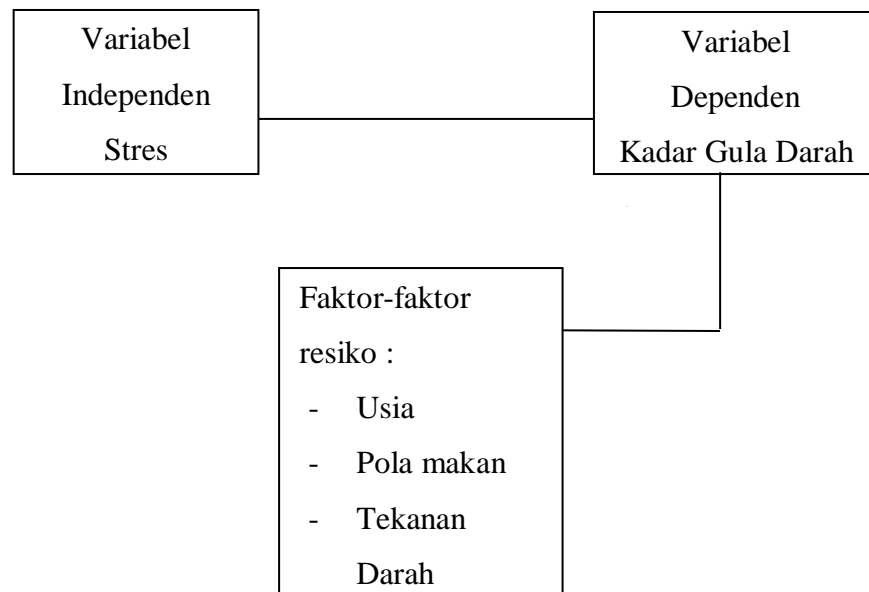 Variabel
Independen
Stres
Variabel
Dependen
Kadar Gula Darah
Faktor-faktor
resiko :
- Usia
- Pola makan
- Tekanan
Darah